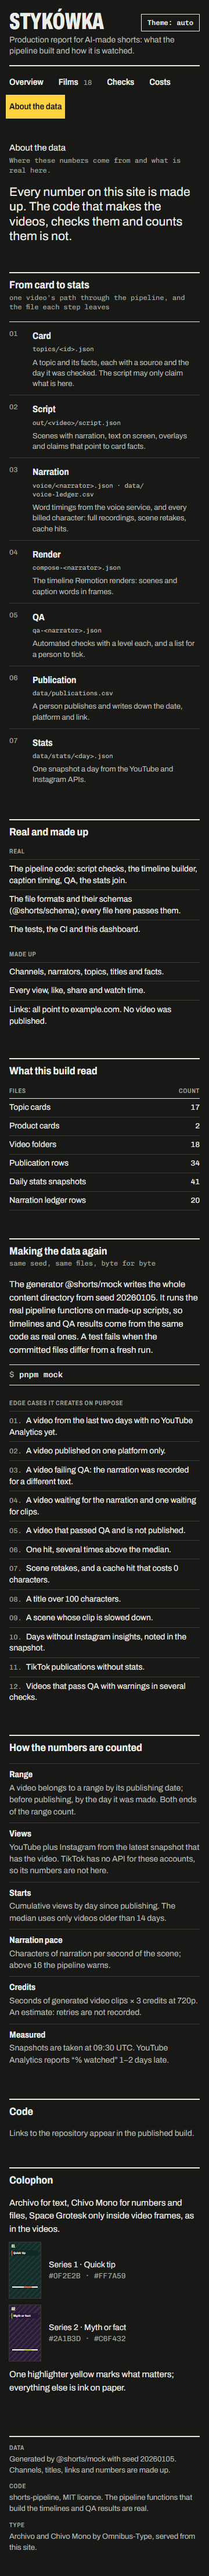 STYKÓWKA
Theme: auto
Production report for AI-made shorts: what the
pipeline built and how it is watched.
Overview Films 18 Checks Costs
About the data
About the data
Where these numbers come from and what is
real here.
Every number on this site is made
up. The code that makes the
videos, checks them and counts
them is not.
From card to stats
one video's path through the pipeline, and
the file each step leaves
01 Card
topics/<id>.json
A topic and its facts, each with a source and the
day it was checked. The script may only claim
what is here.
02 Script
out/<video>/script.json
Scenes with narration, text on screen, overlays
and claims that point to card facts.
03 Narration
voice/<narrator>.json · data/
voice-ledger.csv
Word timings from the voice service, and every
billed character: full recordings, scene retakes,
cache hits.
04 Render
compose-<narrator>.json
The timeline Remotion renders: scenes and
caption words in frames.
05 QA
qa-<narrator>.json
Automated checks with a level each, and a list for
a person to tick.
06 Publication
data/publications.csv
A person publishes and writes down the date,
platform and link.
07 Stats
data/stats/<day>.json
One snapshot a day from the YouTube and
Instagram APIs.
Real and made up
REAL
The pipeline code: script checks, the timeline builder,
caption timing, QA, the stats join.
The file formats and their schemas
(@shorts/schema); every file here passes them.
The tests, the CI and this dashboard.
MADE UP
Channels, narrators, topics, titles and facts.
Every view, like, share and watch time.
Links: all point to example.com. No video was
published.
What this build read
FILES COUNT
Topic cards 17
Product cards 2
Video folders 18
Publication rows 34
Daily stats snapshots 41
Narration ledger rows 20
Making the data again
same seed, same files, byte for byte
The generator @shorts/mock writes the whole
content directory from seed 20260105. It runs the
real pipeline functions on made-up scripts, so
timelines and QA results come from the same
code as real ones. A test fails when the
committed files differ from a fresh run.
$ pnpm mock
EDGE CASES IT CREATES ON PURPOSE
01. A video from the last two days with no YouTube
Analytics yet.
02. A video published on one platform only.
03. A video failing QA: the narration was recorded
for a different text.
04. A video waiting for the narration and one waiting
for clips.
05. A video that passed QA and is not published.
06. One hit, several times above the median.
07. Scene retakes, and a cache hit that costs 0
characters.
08. A title over 100 characters.
09. A scene whose clip is slowed down.
10. Days without Instagram insights, noted in the
snapshot.
11. TikTok publications without stats.
12. Videos that pass QA with warnings in several
checks.
How the numbers are counted
Range
A video belongs to a range by its publishing date;
before publishing, by the day it was made. Both ends
of the range count.
Views
YouTube plus Instagram from the latest snapshot that
has the video. TikTok has no API for these accounts,
so its numbers are not here.
Starts
Cumulative views by day since publishing. The
median uses only videos older than 14 days.
Narration pace
Characters of narration per second of the scene;
above 16 the pipeline warns.
Credits
Seconds of generated video clips × 3 credits at 720p.
An estimate: retries are not recorded.
Measured
Snapshots are taken at 09:30 UTC. YouTube
Analytics reports “% watched” 1–2 days late.
Code
Links to the repository appear in the published build.
Colophon
Archivo for text, Chivo Mono for numbers and
files, Space Grotesk only inside video frames, as
in the videos.
Quick tip
Series 1 · Quick tip
#0F2E2B · #FF7A59
Myth or fact
Series 2 · Myth or fact
#2A1B3D · #C6F432
One highlighter yellow marks what matters;
everything else is ink on paper.
DATA
Generated by @shorts/mock with seed 20260105.
Channels, titles, links and numbers are made up.
CODE
shorts-pipeline, MIT licence. The pipeline functions that
build the timelines and QA results are real.
TYPE
Archivo and Chivo Mono by Omnibus-Type, served from
this site.